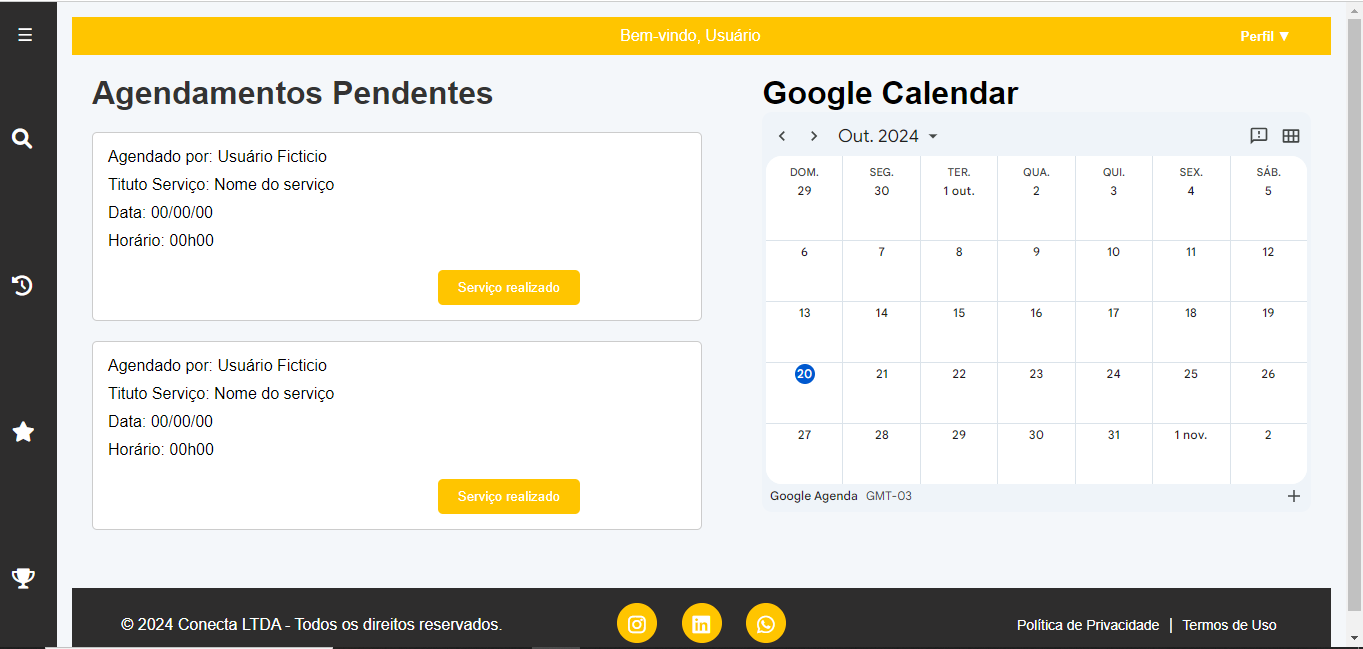 Bem-vindo, Usuário
Perfil ▼
Agendamentos Pendentes
Agendado por: Usuário Ficticio
Tituto Serviço: Nome do serviço
Data: 00/00/00
Horário: 00h00
Serviço realizado
Agendado por: Usuário Ficticio
Tituto Serviço: Nome do serviço
Data: 00/00/00
Horário: 00h00
Serviço realizado
Google Calendar
Out. 2024
DOM. SEG. TER. QUA. QUI. SEX. SÁB.
29 30 1 out. 2 3 4 5
6 7 8 9 10 11 12
13 14 15 16 17 18 19
20 21 22 23 24 25 26
27 28 29 30 31 1 nov. 2
Google Agenda GMT-03
© 2024 Conecta LTDA - Todos os direitos reservados.
Política de Privacidade | Termos de Uso